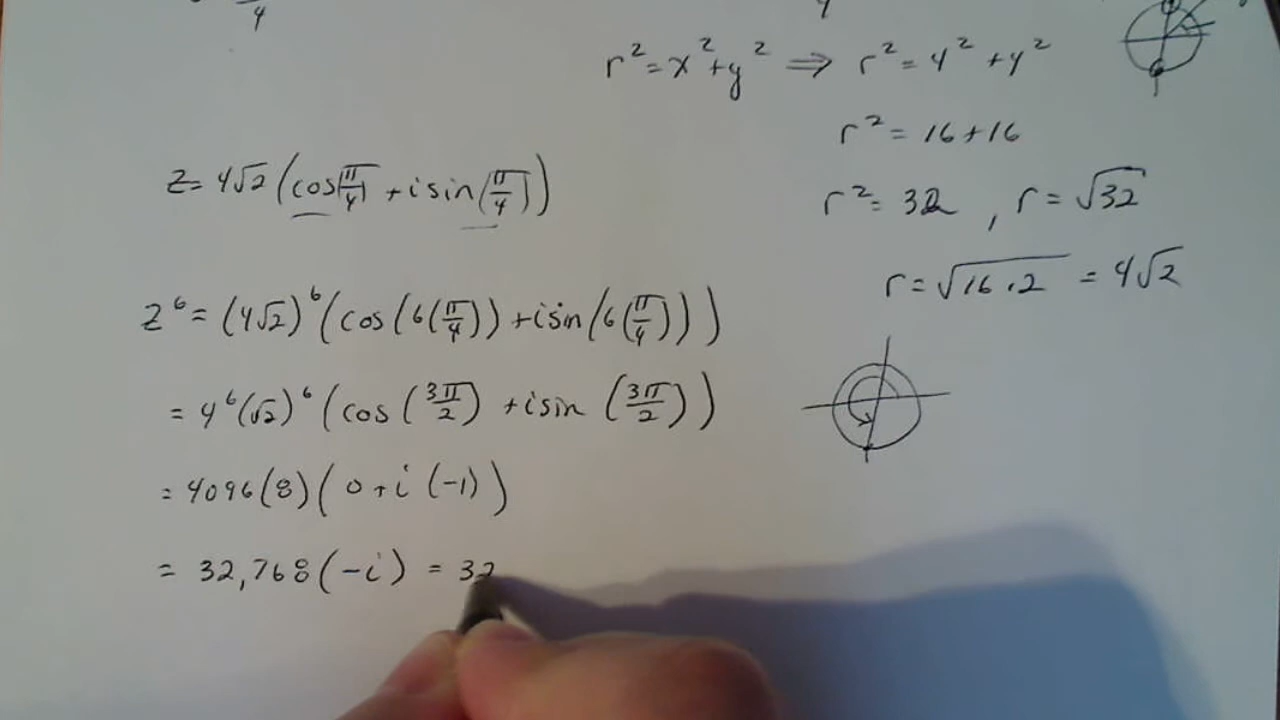 4
r² = x² + y² ⇒ r² = 4² + 4²
r² = 16 + 16
z = 4√2 (cos(π/4) + i sin(π/4))
r² = 32 , r = √32
r = √16·2 = 4√2
z⁶ = (4√2)⁶ (cos(6(π/4)) + i sin(6(π/4)))
= 4⁶(√2)⁶ (cos(3π/2) + i sin(3π/2))
= 4096(8)(0 + i(-1))
= 32,768(-i) = 32